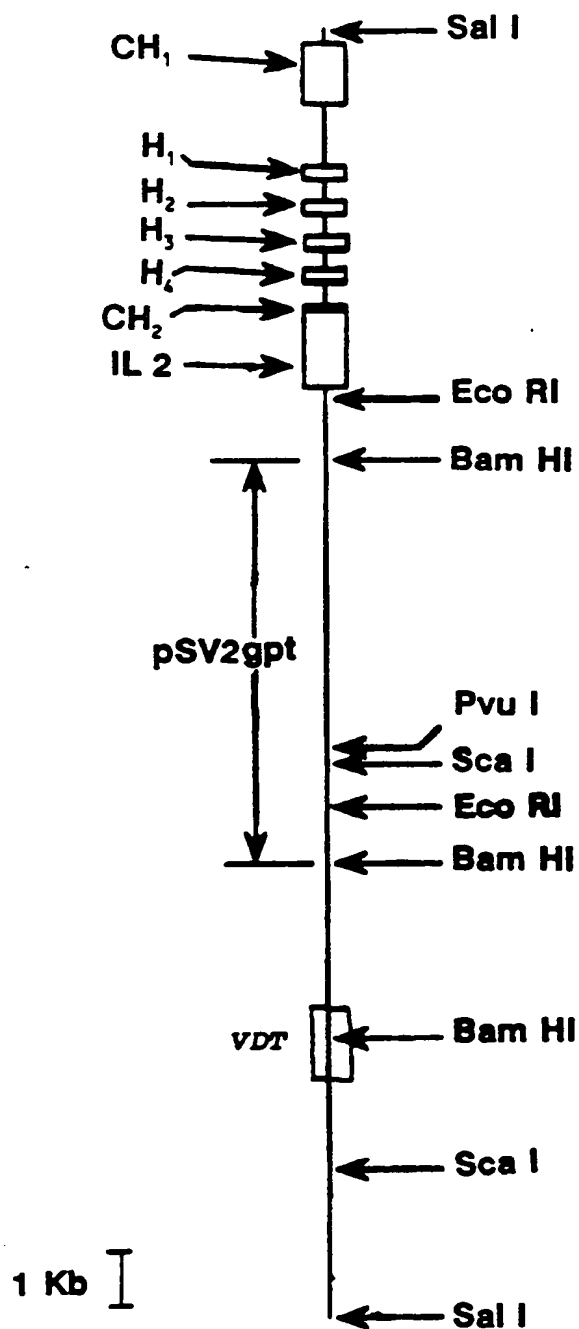 Sal I
CH₁
H₁
H₂
H₃
H₄
CH₂
IL 2
Eco RI
Bam HI
pSV2gpt
Pvu I
Sca I
Eco RI
Bam HI
VDT
Bam HI
Sca I
1 Kb
Sal I